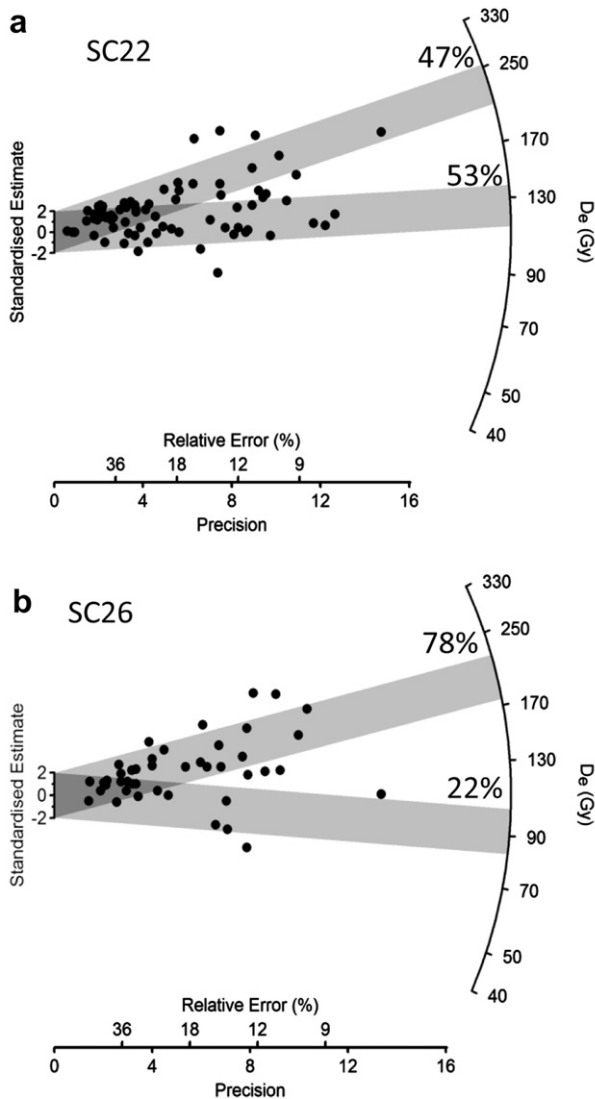 a
SC22
330
47%
250
170
53%
130
Standardised Estimate
2
0
-2
De (Gy)
90
70
50
40
Relative Error (%)
36 18 12 9
0 4 8 12 16
Precision
b
SC26
330
78%
250
170
130
22%
Standardised Estimate
2
0
-2
De (Gy)
90
70
50
40
Relative Error (%)
36 18 12 9
0 4 8 12 16
Precision